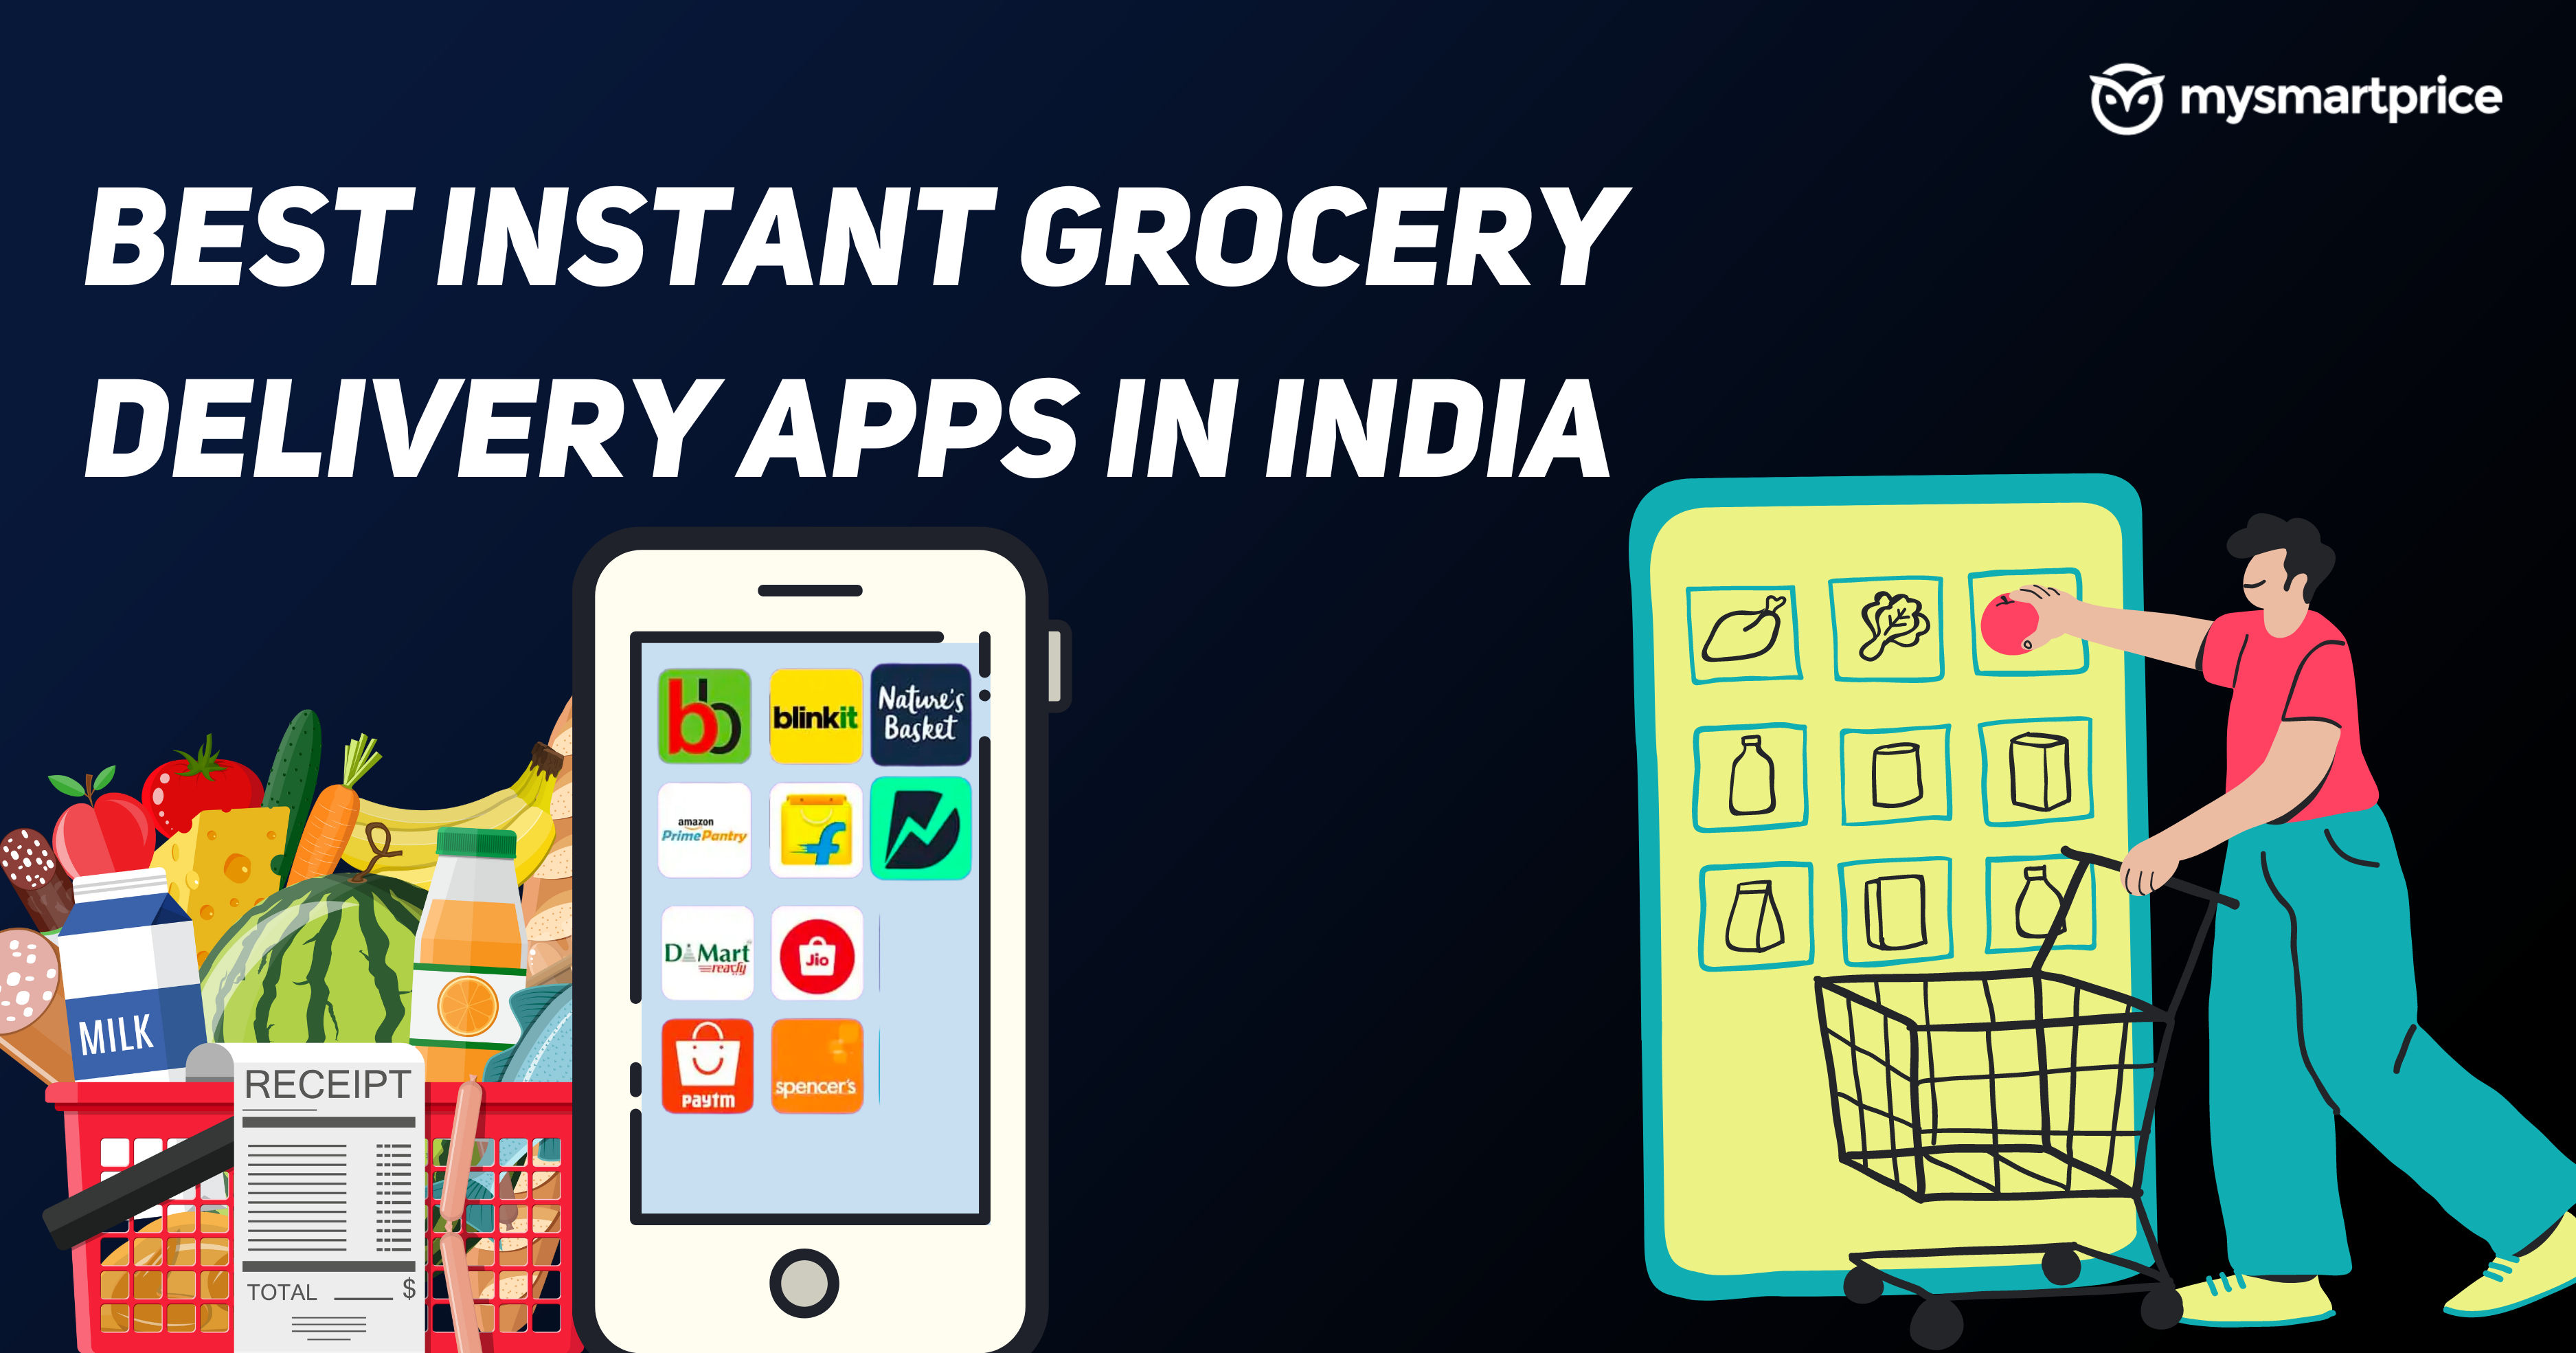 mysmartprice
BEST INSTANT GROCERY
DELIVERY APPS IN INDIA
bb
blinkit
Nature's
Basket
amazon
PrimePantry
f
D Mart
ready
Jio
paytm
spencer's
MILK
RECEIPT
TOTAL $